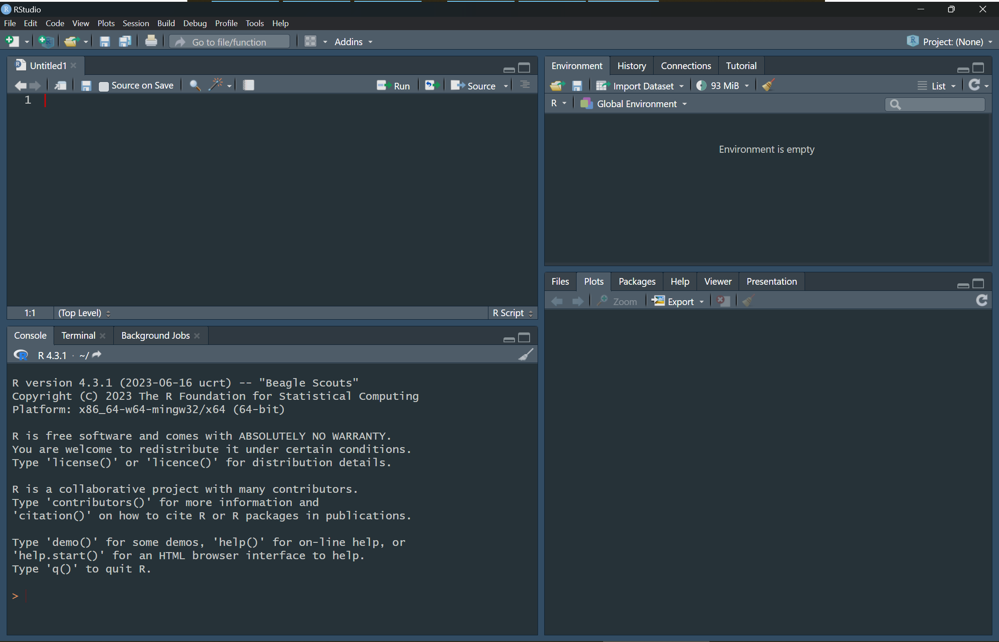 RStudio
File Edit Code View Plots Session Build Debug Profile Tools Help
Go to file/function Addins Project: (None)
Untitled1
Source on Save Run Source
1
1:1 (Top Level) R Script
Console Terminal Background Jobs
R 4.3.1 · ~/
R version 4.3.1 (2023-06-16 ucrt) -- "Beagle Scouts"
Copyright (C) 2023 The R Foundation for Statistical Computing
Platform: x86_64-w64-mingw32/x64 (64-bit)
R is free software and comes with ABSOLUTELY NO WARRANTY.
You are welcome to redistribute it under certain conditions.
Type 'license()' or 'licence()' for distribution details.
R is a collaborative project with many contributors.
Type 'contributors()' for more information and
'citation()' on how to cite R or R packages in publications.
Type 'demo()' for some demos, 'help()' for on-line help, or
'help.start()' for an HTML browser interface to help.
Type 'q()' to quit R.
>
Environment History Connections Tutorial
Import Dataset 93 MiB List
R Global Environment
Environment is empty
Files Plots Packages Help Viewer Presentation
Zoom Export